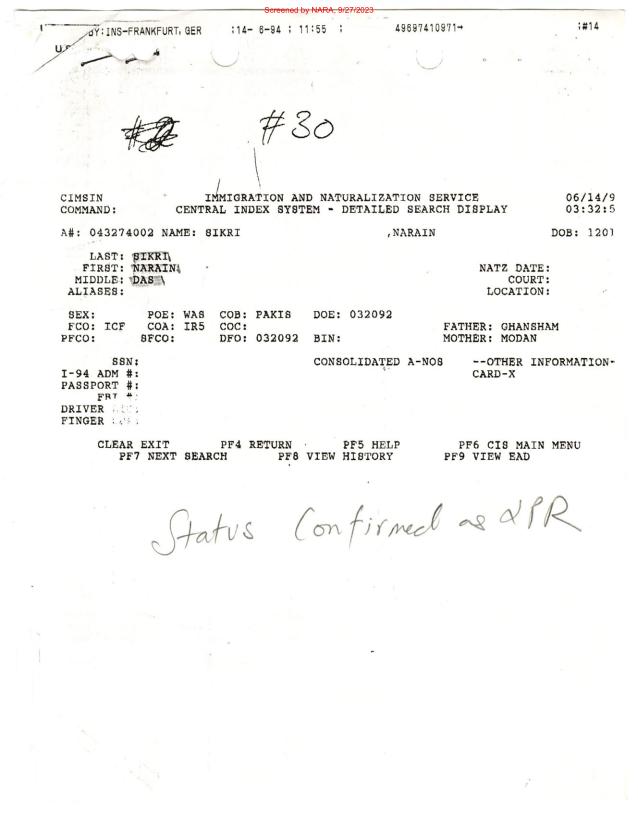 Screened by NARA, 9/27/2023
BY:INS-FRANKFURT, GER ;14- 6-94 ; 11:55 ; 49697410971→ ;#14
U.S.
#30
CIMSIN IMMIGRATION AND NATURALIZATION SERVICE 06/14/9
COMMAND: CENTRAL INDEX SYSTEM - DETAILED SEARCH DISPLAY 03:32:5
A#: 043274002 NAME: SIKRI ,NARAIN DOB: 1201
LAST: SIKRI
FIRST: NARAIN NATZ DATE:
MIDDLE: DAS COURT:
ALIASES: LOCATION:
SEX: POE: WAS COB: PAKIS DOE: 032092
FCO: ICF COA: IR5 COC: FATHER: GHANSHAM
PFCO: SFCO: DFO: 032092 BIN: MOTHER: MODAN
SSN: CONSOLIDATED A-NOS --OTHER INFORMATION-
I-94 ADM #: CARD-X
PASSPORT #:
FBI #:
DRIVER
FINGER
CLEAR EXIT PF4 RETURN PF5 HELP PF6 CIS MAIN MENU
PF7 NEXT SEARCH PF8 VIEW HISTORY PF9 VIEW EAD
Status Confirmed as LPR